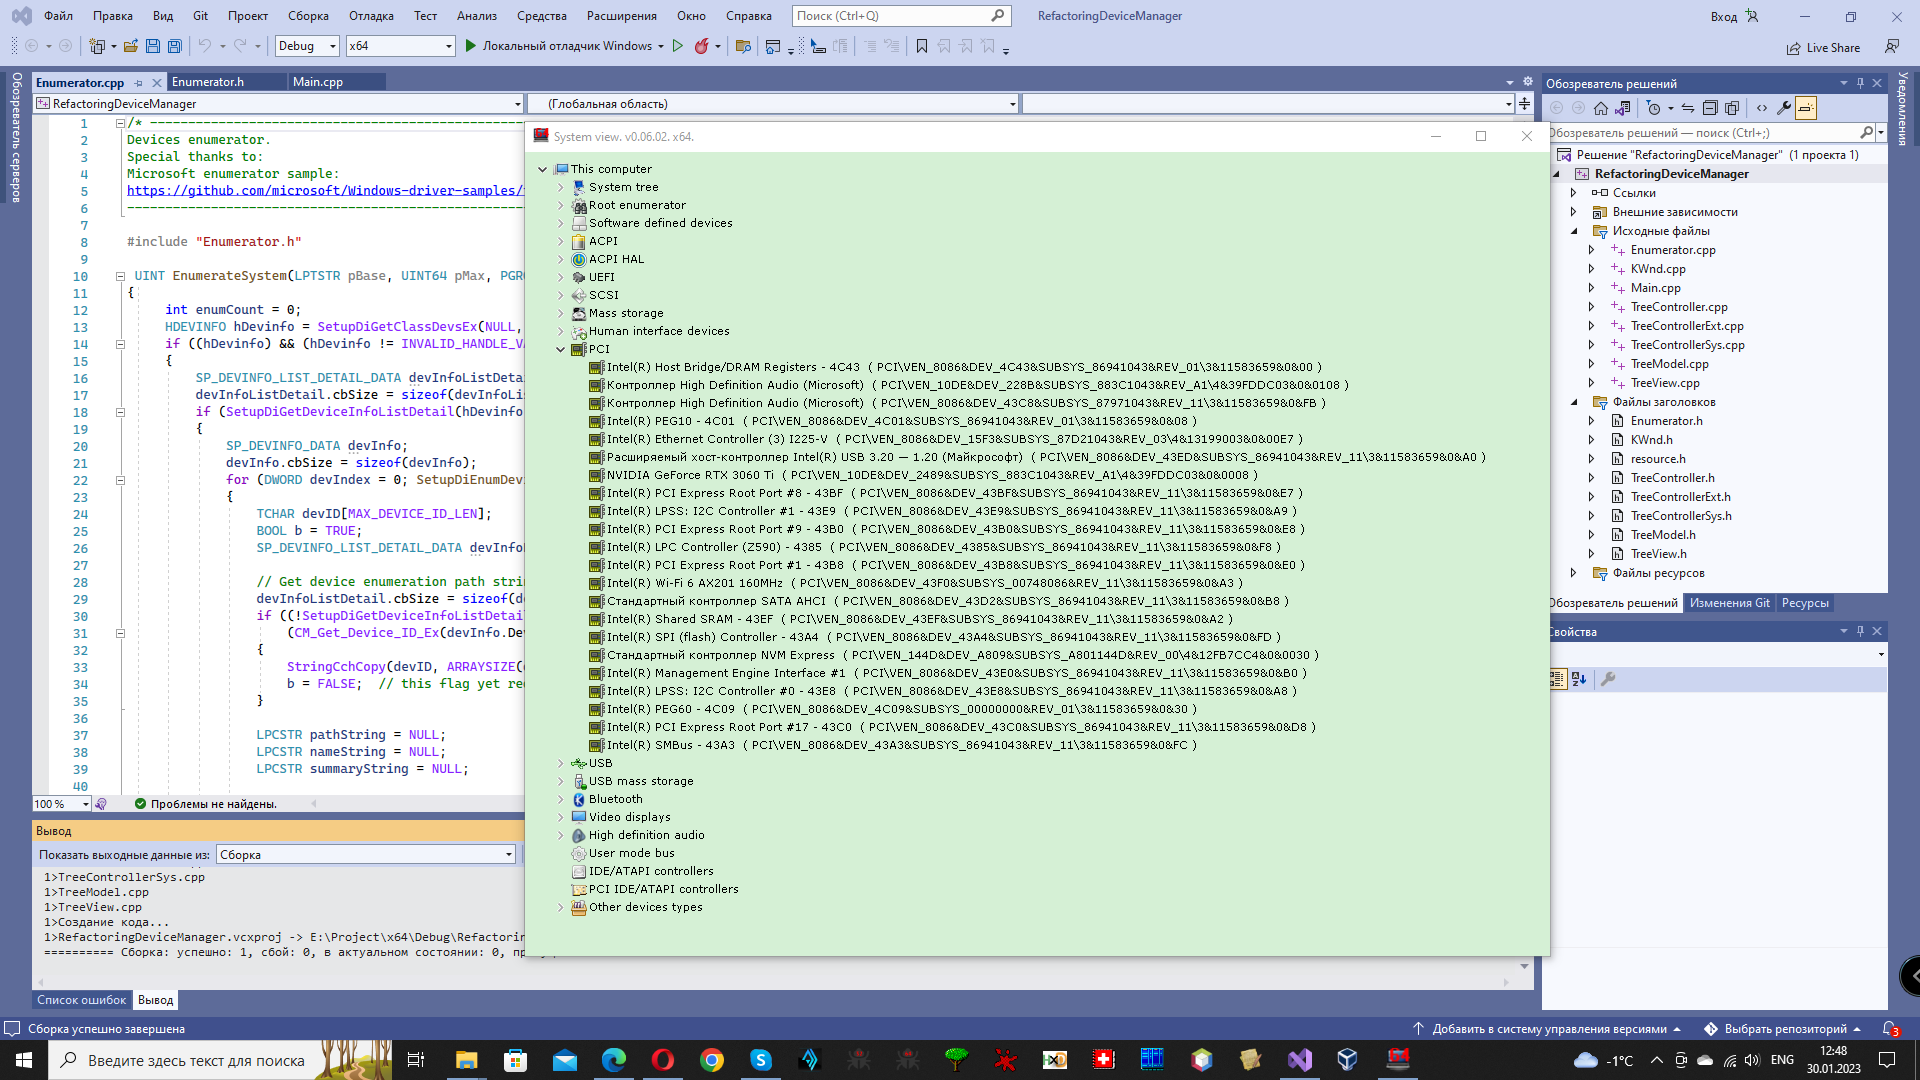 Файл Правка Вид Git Проект Сборка Отладка Тест Анализ Средства Расширения Окно Справка Поиск (Ctrl+Q) RefactoringDeviceManager Вход
Debug x64 Локальный отладчик Windows Live Share
Обозреватель серверов
Enumerator.cpp Enumerator.h Main.cpp
RefactoringDeviceManager (Глобальная область)
1 /* ------------------------------------------------
2 Devices enumerator.
3 Special thanks to:
4 Microsoft enumerator sample:
5 https://github.com/microsoft/Windows-driver-samples/
6 ------------------------------------------------
7
8 #include "Enumerator.h"
9
10 UINT EnumerateSystem(LPTSTR pBase, UINT64 pMax, PGR
11 {
12 int enumCount = 0;
13 HDEVINFO hDevinfo = SetupDiGetClassDevsEx(NULL,
14 if ((hDevinfo) && (hDevinfo != INVALID_HANDLE_VA
15 {
16 SP_DEVINFO_LIST_DETAIL_DATA devInfoListDetai
17 devInfoListDetail.cbSize = sizeof(devInfoLis
18 if (SetupDiGetDeviceInfoListDetail(hDevinfo
19 {
20 SP_DEVINFO_DATA devInfo;
21 devInfo.cbSize = sizeof(devInfo);
22 for (DWORD devIndex = 0; SetupDiEnumDev
23 {
24 TCHAR devID[MAX_DEVICE_ID_LEN];
25 BOOL b = TRUE;
26 SP_DEVINFO_LIST_DETAIL_DATA devInfo
27
28 // Get device enumeration path stri
29 devInfoListDetail.cbSize = sizeof(de
30 if ((!SetupDiGetDeviceInfoListDetail
31 (CM_Get_Device_ID_Ex(devInfo.De
32 {
33 StringCchCopy(devID, ARRAYSIZE(
34 b = FALSE; // this flag yet re
35 }
36
37 LPCSTR pathString = NULL;
38 LPCSTR nameString = NULL;
39 LPCSTR summaryString = NULL;
40
100 % Проблемы не найдены.
Вывод
Показать выходные данные из: Сборка
1>TreeControllerSys.cpp
1>TreeModel.cpp
1>TreeView.cpp
1>Создание кода...
1>RefactoringDeviceManager.vcxproj -> E:\Project\x64\Debug\Refactorin
========== Сборка: успешно: 1, сбой: 0, в актуальном состоянии: 0,
Список ошибок Вывод
System view. v0.06.02. x64.
This computer
System tree
Root enumerator
Software defined devices
ACPI
ACPI HAL
UEFI
SCSI
Mass storage
Human interface devices
PCI
Intel(R) Host Bridge/DRAM Registers - 4C43 ( PCI\VEN_8086&DEV_4C43&SUBSYS_86941043&REV_01\3&11583659&0&00 )
Контроллер High Definition Audio (Microsoft) ( PCI\VEN_10DE&DEV_228B&SUBSYS_883C1043&REV_A1\4&39FDDC03&0&0108 )
Контроллер High Definition Audio (Microsoft) ( PCI\VEN_8086&DEV_43C8&SUBSYS_87971043&REV_11\3&11583659&0&FB )
Intel(R) PEG10 - 4C01 ( PCI\VEN_8086&DEV_4C01&SUBSYS_86941043&REV_01\3&11583659&0&08 )
Intel(R) Ethernet Controller (3) I225-V ( PCI\VEN_8086&DEV_15F3&SUBSYS_87D21043&REV_03\4&13199003&0&00E7 )
Расширяемый хост-контроллер Intel(R) USB 3.20 — 1.20 (Майкрософт) ( PCI\VEN_8086&DEV_43ED&SUBSYS_86941043&REV_11\3&11583659&0&A0 )
NVIDIA GeForce RTX 3060 Ti ( PCI\VEN_10DE&DEV_2489&SUBSYS_883C1043&REV_A1\4&39FDDC03&0&0008 )
Intel(R) PCI Express Root Port #8 - 43BF ( PCI\VEN_8086&DEV_43BF&SUBSYS_86941043&REV_11\3&11583659&0&E7 )
Intel(R) LPSS: I2C Controller #1 - 43E9 ( PCI\VEN_8086&DEV_43E9&SUBSYS_86941043&REV_11\3&11583659&0&A9 )
Intel(R) PCI Express Root Port #9 - 43B0 ( PCI\VEN_8086&DEV_43B0&SUBSYS_86941043&REV_11\3&11583659&0&E8 )
Intel(R) LPC Controller (Z590) - 4385 ( PCI\VEN_8086&DEV_4385&SUBSYS_86941043&REV_11\3&11583659&0&F8 )
Intel(R) PCI Express Root Port #1 - 43B8 ( PCI\VEN_8086&DEV_43B8&SUBSYS_86941043&REV_11\3&11583659&0&E0 )
Intel(R) Wi-Fi 6 AX201 160MHz ( PCI\VEN_8086&DEV_43F0&SUBSYS_00748086&REV_11\3&11583659&0&A3 )
Стандартный контроллер SATA AHCI ( PCI\VEN_8086&DEV_43D2&SUBSYS_86941043&REV_11\3&11583659&0&B8 )
Intel(R) Shared SRAM - 43EF ( PCI\VEN_8086&DEV_43EF&SUBSYS_86941043&REV_11\3&11583659&0&A2 )
Intel(R) SPI (flash) Controller - 43A4 ( PCI\VEN_8086&DEV_43A4&SUBSYS_86941043&REV_11\3&11583659&0&FD )
Стандартный контроллер NVM Express ( PCI\VEN_144D&DEV_A809&SUBSYS_A801144D&REV_00\4&12FB7CC4&0&0030 )
Intel(R) Management Engine Interface #1 ( PCI\VEN_8086&DEV_43E0&SUBSYS_86941043&REV_11\3&11583659&0&B0 )
Intel(R) LPSS: I2C Controller #0 - 43E8 ( PCI\VEN_8086&DEV_43E8&SUBSYS_86941043&REV_11\3&11583659&0&A8 )
Intel(R) PEG60 - 4C09 ( PCI\VEN_8086&DEV_4C09&SUBSYS_00000000&REV_01\3&11583659&0&30 )
Intel(R) PCI Express Root Port #17 - 43C0 ( PCI\VEN_8086&DEV_43C0&SUBSYS_86941043&REV_11\3&11583659&0&D8 )
Intel(R) SMBus - 43A3 ( PCI\VEN_8086&DEV_43A3&SUBSYS_86941043&REV_11\3&11583659&0&FC )
USB
USB mass storage
Bluetooth
Video displays
High definition audio
User mode bus
IDE/ATAPI controllers
PCI IDE/ATAPI controllers
Other devices types
Обозреватель решений
Обозреватель решений — поиск (Ctrl+;)
Решение "RefactoringDeviceManager" (1 проекта 1)
RefactoringDeviceManager
Ссылки
Внешние зависимости
Исходные файлы
Enumerator.cpp
KWnd.cpp
Main.cpp
TreeController.cpp
TreeControllerExt.cpp
TreeControllerSys.cpp
TreeModel.cpp
TreeView.cpp
Файлы заголовков
Enumerator.h
KWnd.h
resource.h
TreeController.h
TreeControllerExt.h
TreeControllerSys.h
TreeModel.h
TreeView.h
Файлы ресурсов
Обозреватель решений Изменения Git Ресурсы
Свойства
Уведомления
Сборка успешно завершена Добавить в систему управления версиями Выбрать репозиторий 3
Введите здесь текст для поиска -1°C ENG 12:48
30.01.2023